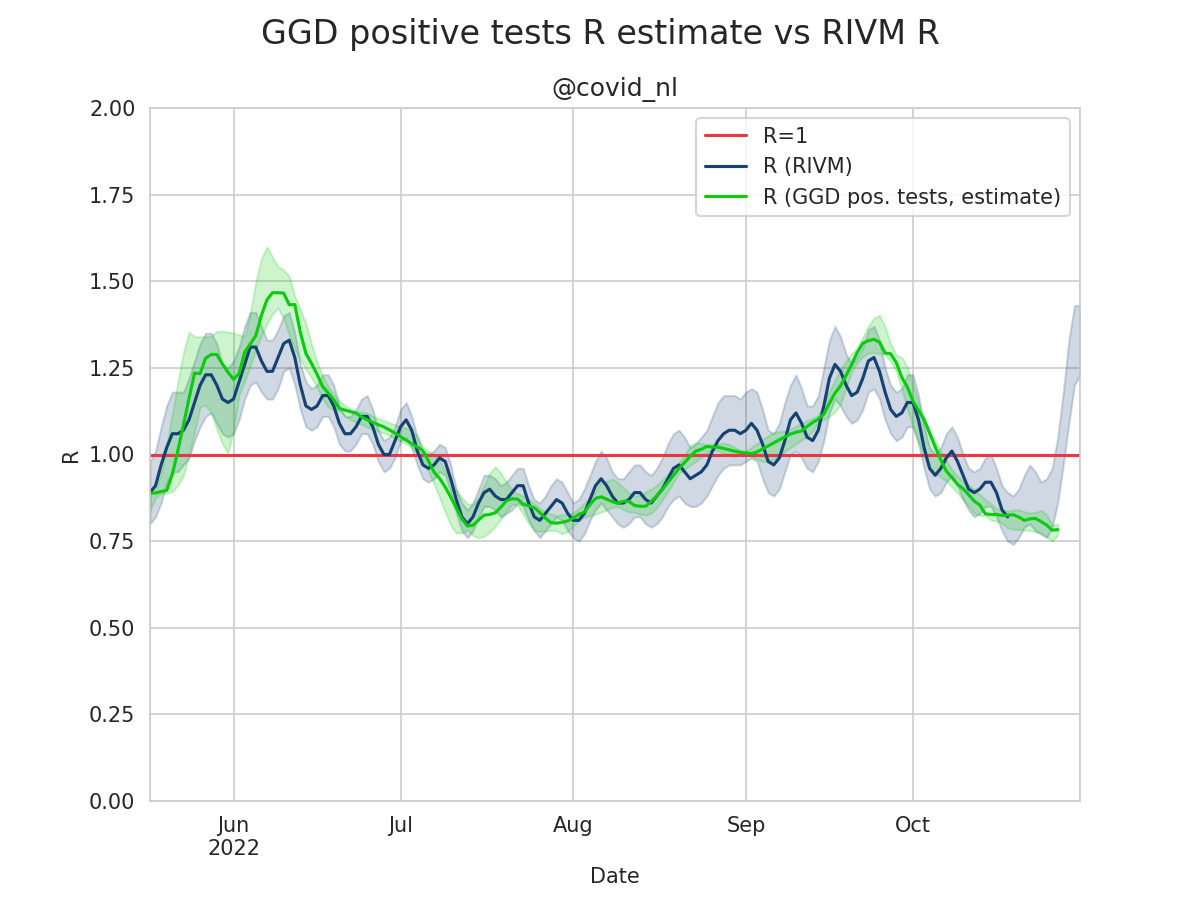 GGD positive tests R estimate vs RIVM R
@covid_nl
R=1
R (RIVM)
R (GGD pos. tests, estimate)
2.00
1.75
1.50
1.25
1.00
0.75
0.50
0.25
0.00
R
Jun Jul Aug Sep Oct
2022
Date